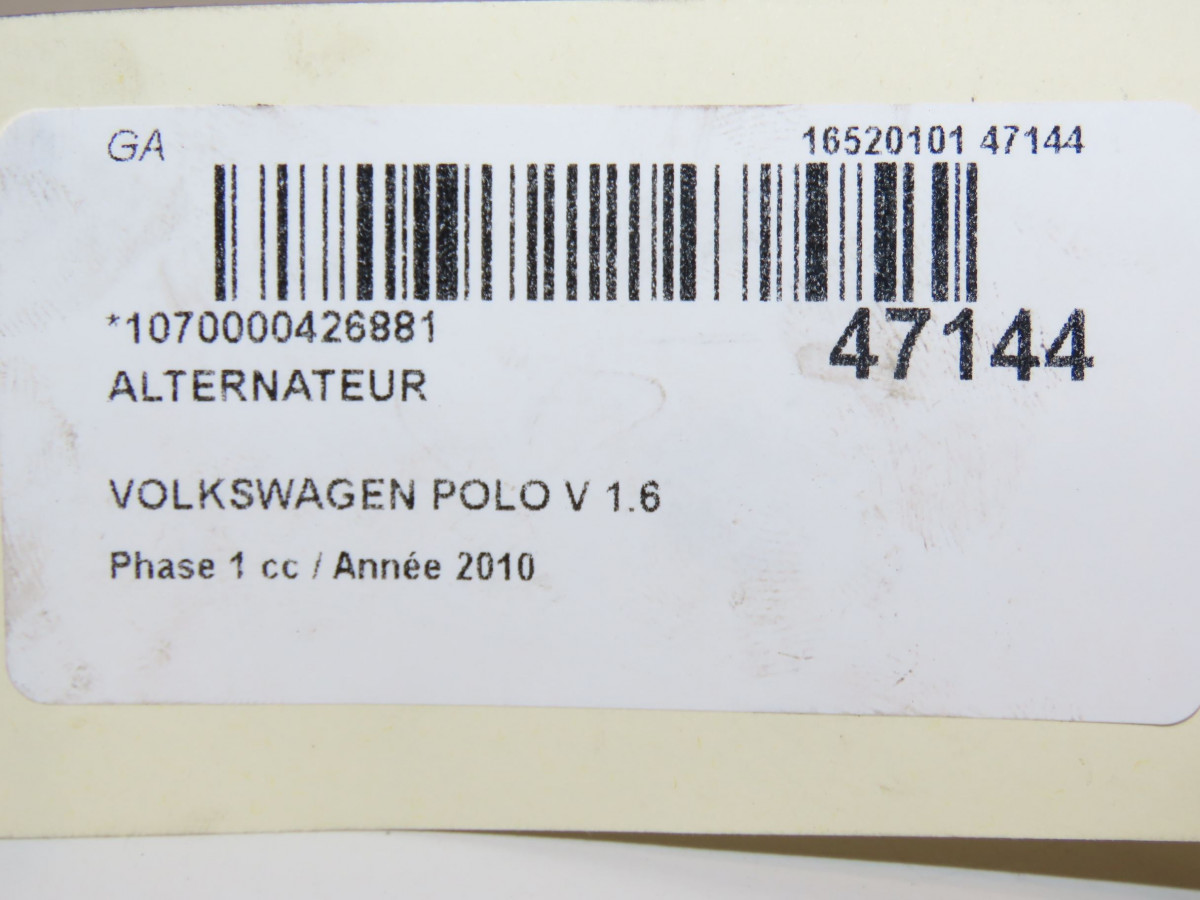 GA 16520101 47144
*1070000426881 47144
ALTERNATEUR
VOLKSWAGEN POLO V 1.6
Phase 1 cc / Année 2010